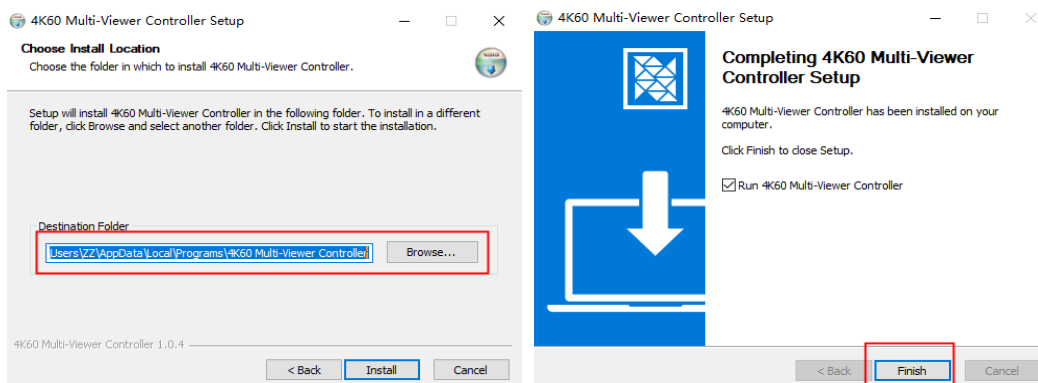 4K60 Multi-Viewer Controller Setup
Choose Install Location
Choose the folder in which to install 4K60 Multi-Viewer Controller.
Setup will install 4K60 Multi-Viewer Controller in the following folder. To install in a different
folder, click Browse and select another folder. Click Install to start the installation.
Destination Folder
Users\ZZ\AppData\Local\Programs\4K60 Multi-Viewer Controller
Browse...
4K60 Multi-Viewer Controller 1.0.4
< Back
Install
Cancel
4K60 Multi-Viewer Controller Setup
Completing 4K60 Multi-Viewer
Controller Setup
4K60 Multi-Viewer Controller has been installed on your
computer.
Click Finish to close Setup.
Run 4K60 Multi-Viewer Controller
< Back
Finish
Cancel